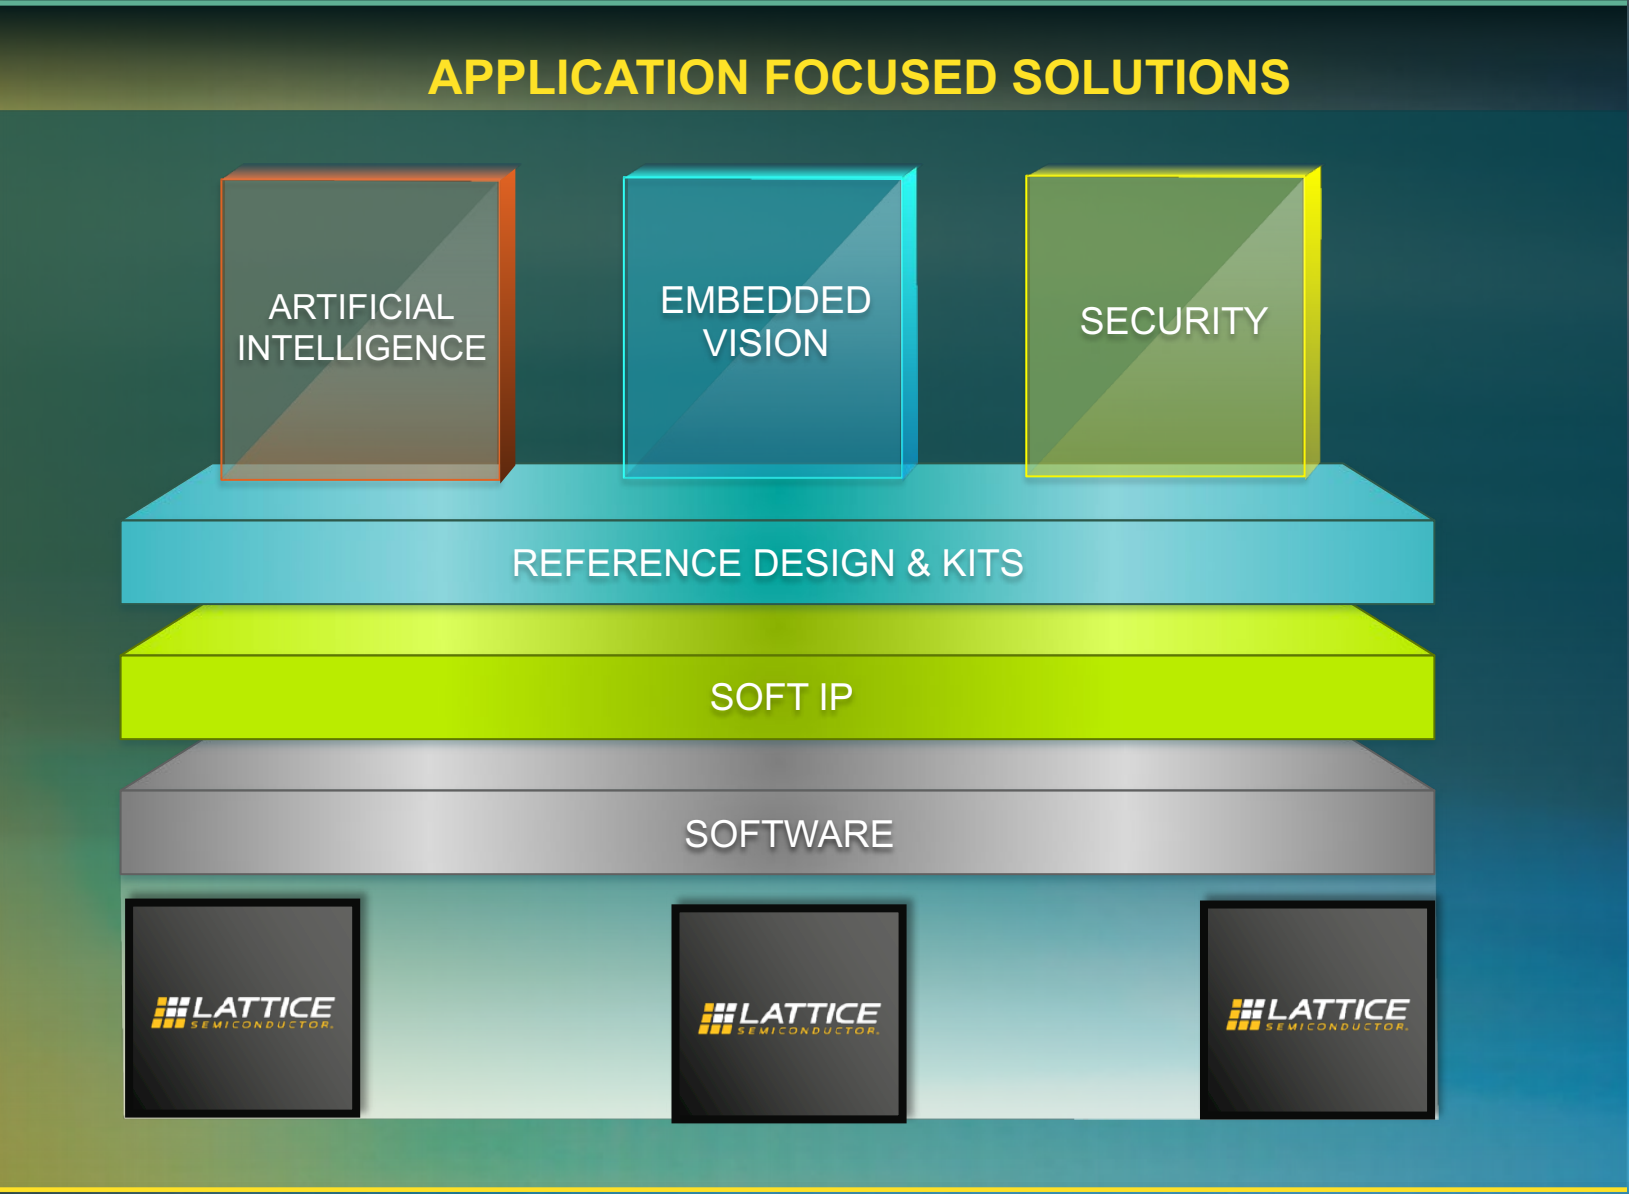 APPLICATION FOCUSED SOLUTIONS
ARTIFICIAL
INTELLIGENCE
EMBEDDED
VISION
SECURITY
REFERENCE DESIGN & KITS
SOFT IP
SOFTWARE
LATTICE
SEMICONDUCTOR.
LATTICE
SEMICONDUCTOR.
LATTICE
SEMICONDUCTOR.